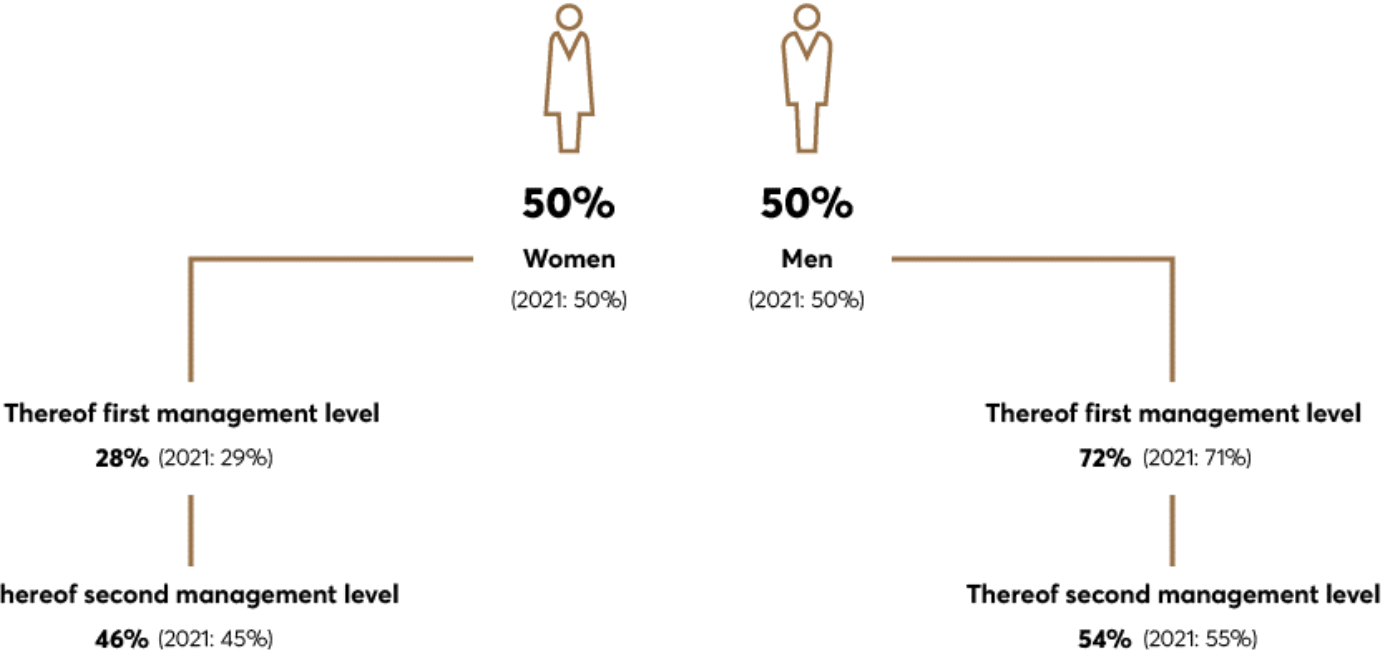 50%
Women
(2021: 50%)
50%
Men
(2021: 50%)
Thereof first management level
28% (2021: 29%)
hereof second management level
46% (2021: 45%)
Thereof first management level
72% (2021: 71%)
Thereof second management level
54% (2021: 55%)